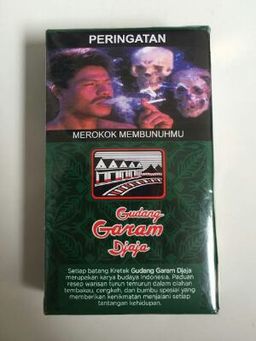 PERINGATAN
MEROKOK MEMBUNUHMU
Gudang
Garam
Djaja
Setiap batang Kretek Gudang Garam Djaja
merupakan karya budaya Indonesia. Paduan
resep warisan turun temurun dalam olahan
tembakau, cengkeh, dan bumbu spesial yang
memberikan kenikmatan menjalani setiap
tantangan kehidupan.